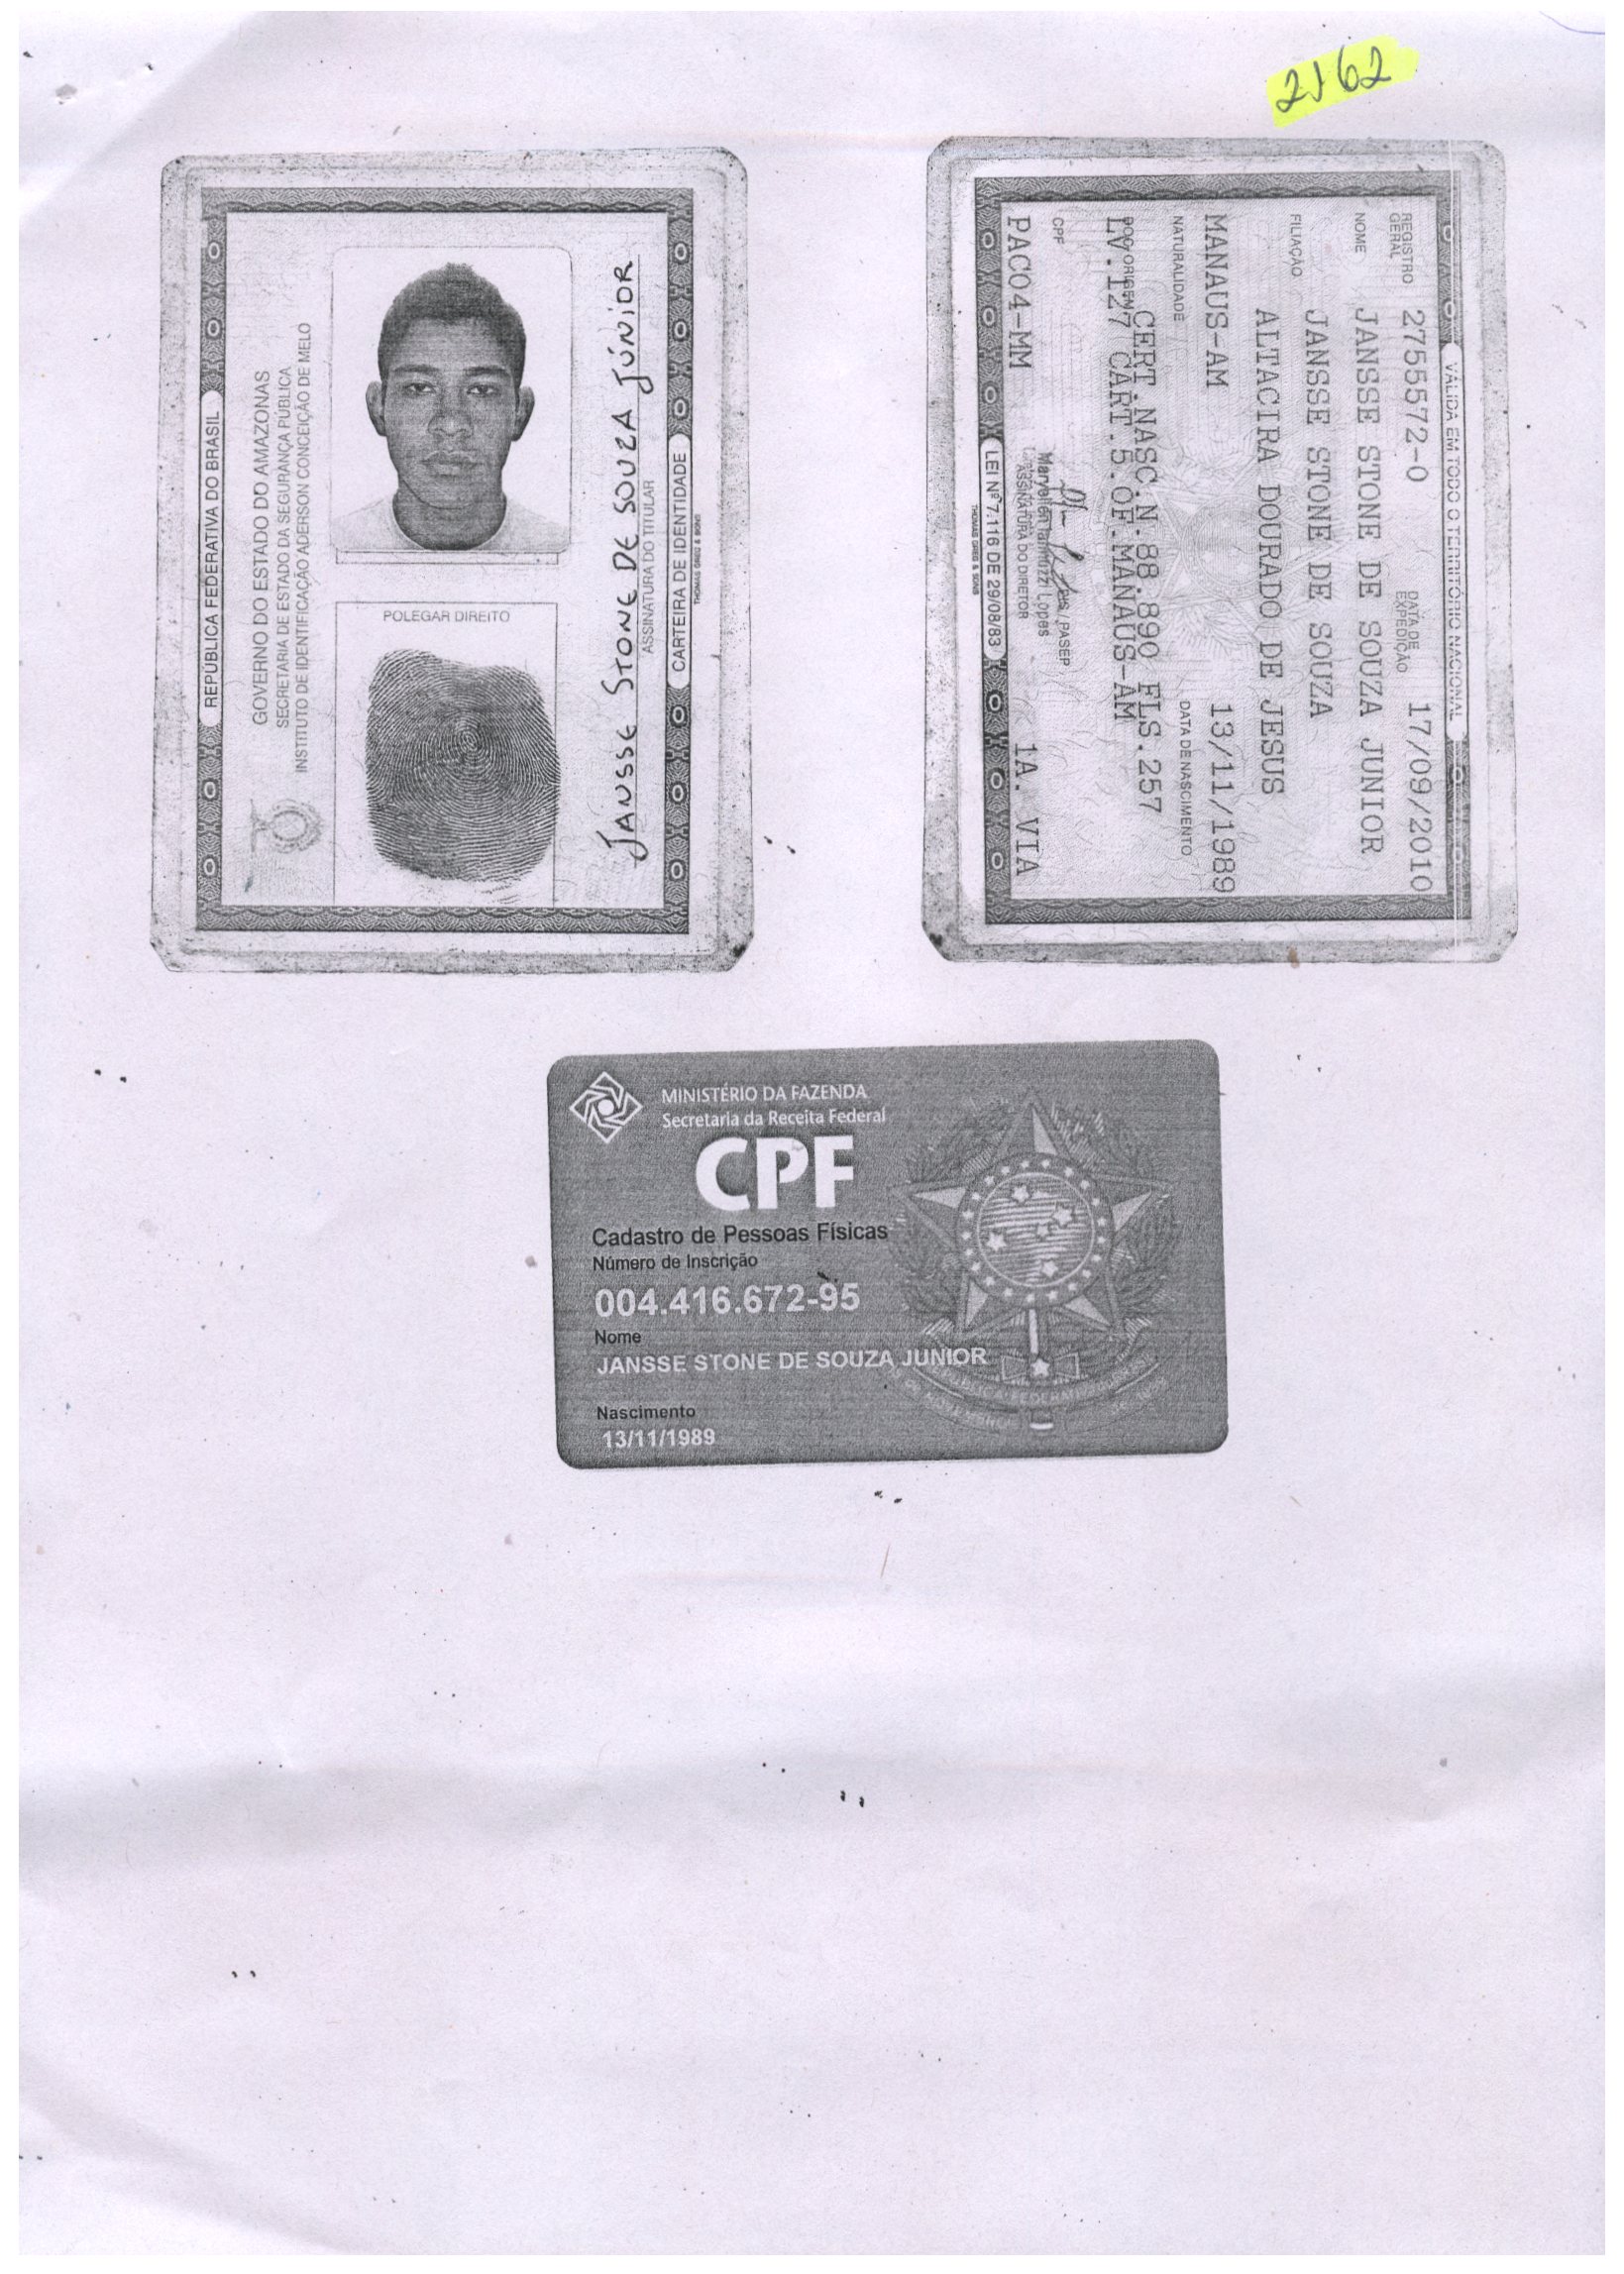 2162
REPÚBLICA FEDERATIVA DO BRASIL
GOVERNO DO ESTADO DO AMAZONAS
SECRETARIA DE ESTADO DA SEGURANÇA PÚBLICA
INSTITUTO DE IDENTIFICAÇÃO ADERSON CONCEIÇÃO DE MELO
POLEGAR DIREITO
JANSSE STONE DE SOUZA JÚNIOR
ASSINATURA DO TITULAR
CARTEIRA DE IDENTIDADE
THOMAS GREG & SONS
VÁLIDA EM TODO O TERRITÓRIO NACIONAL
REGISTRO GERAL 2755572-0 DATA DE EXPEDIÇÃO 17/09/2010
NOME JANSSE STONE DE SOUZA JUNIOR
FILIAÇÃO JANSSE STONE DE SOUZA
ALTACIRA DOURADO DE JESUS
MANAUS-AM 13/11/1989
NATURALIDADE DATA DE NASCIMENTO
DOC ORIGEM CERT.NASC.N.88.890 FLS.257
LV.127 CART.5.OF.MANAUS-AM
CPF PIS / PASEP
Lopes
PAC04-MM ASSINATURA DO DIRETOR 1A. VIA
LEI Nº 7.116 DE 29/08/83
THOMAS GREG & SONS
MINISTÉRIO DA FAZENDA
Secretaria da Receita Federal
CPF
Cadastro de Pessoas Físicas
Número de Inscrição
004.416.672-95
Nome
JANSSE STONE DE SOUZA JUNIOR
Nascimento
13/11/1989